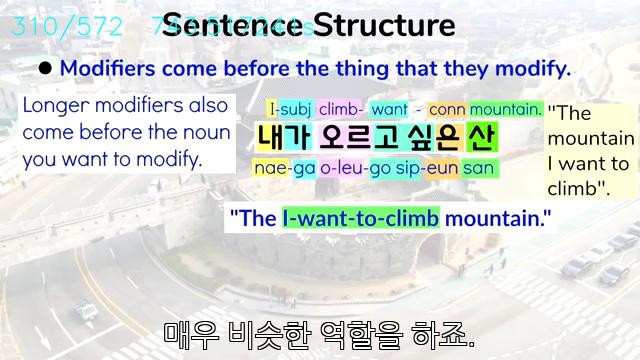 Sentence Structure
310/572
● Modifiers come before the thing that they modify.
Longer modifiers also
come before the noun
you want to modify.
I-subj climb- want - conn mountain.
내가 오르고 싶은 산
nae-ga o-leu-go sip-eun san
"The
mountain
I want to
climb".
"The I-want-to-climb mountain."
매우 비슷한 역할을 하죠.